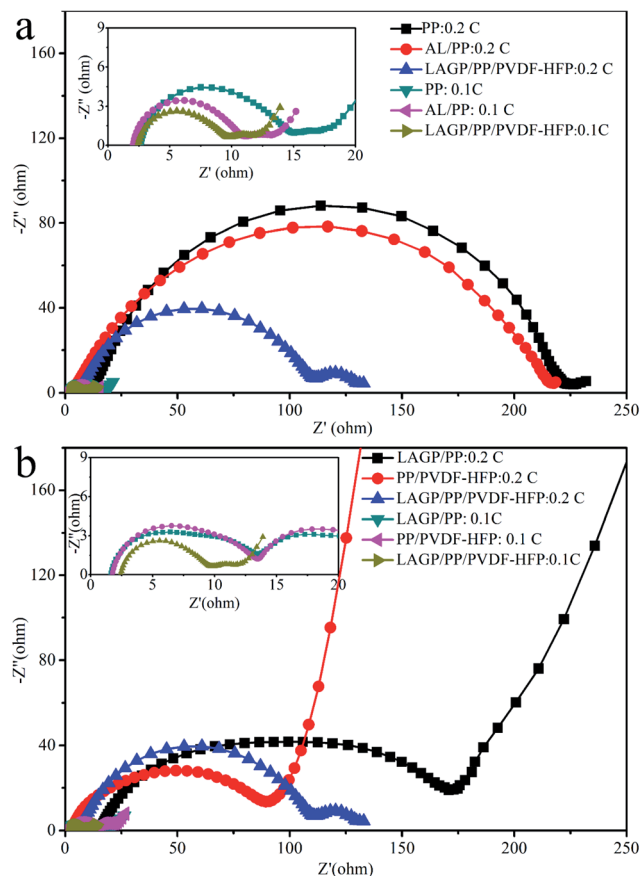 a
180
160
120
80
40
0
-Z" (ohm)
0
50
100
150
200
250
Z' (ohm)
PP:0.2 C
AL/PP:0.2 C
LAGP/PP/PVDF-HFP:0.2 C
PP: 0.1C
AL/PP: 0.1 C
LAGP/PP/PVDF-HFP:0.1C
9
6
3
0
-Z" (ohm)
0
5
10
15
20
Z' (ohm)
b
180
160
120
80
40
0
-Z"(ohm)
0
50
100
150
200
250
Z'(ohm)
LAGP/PP:0.2 C
PP/PVDF-HFP:0.2 C
LAGP/PP/PVDF-HFP:0.2 C
LAGP/PP: 0.1C
PP/PVDF-HFP: 0.1 C
LAGP/PP/PVDF-HFP:0.1C
9
6
3
0
-Z"(ohm)
0
5
10
15
20
Z'(ohm)